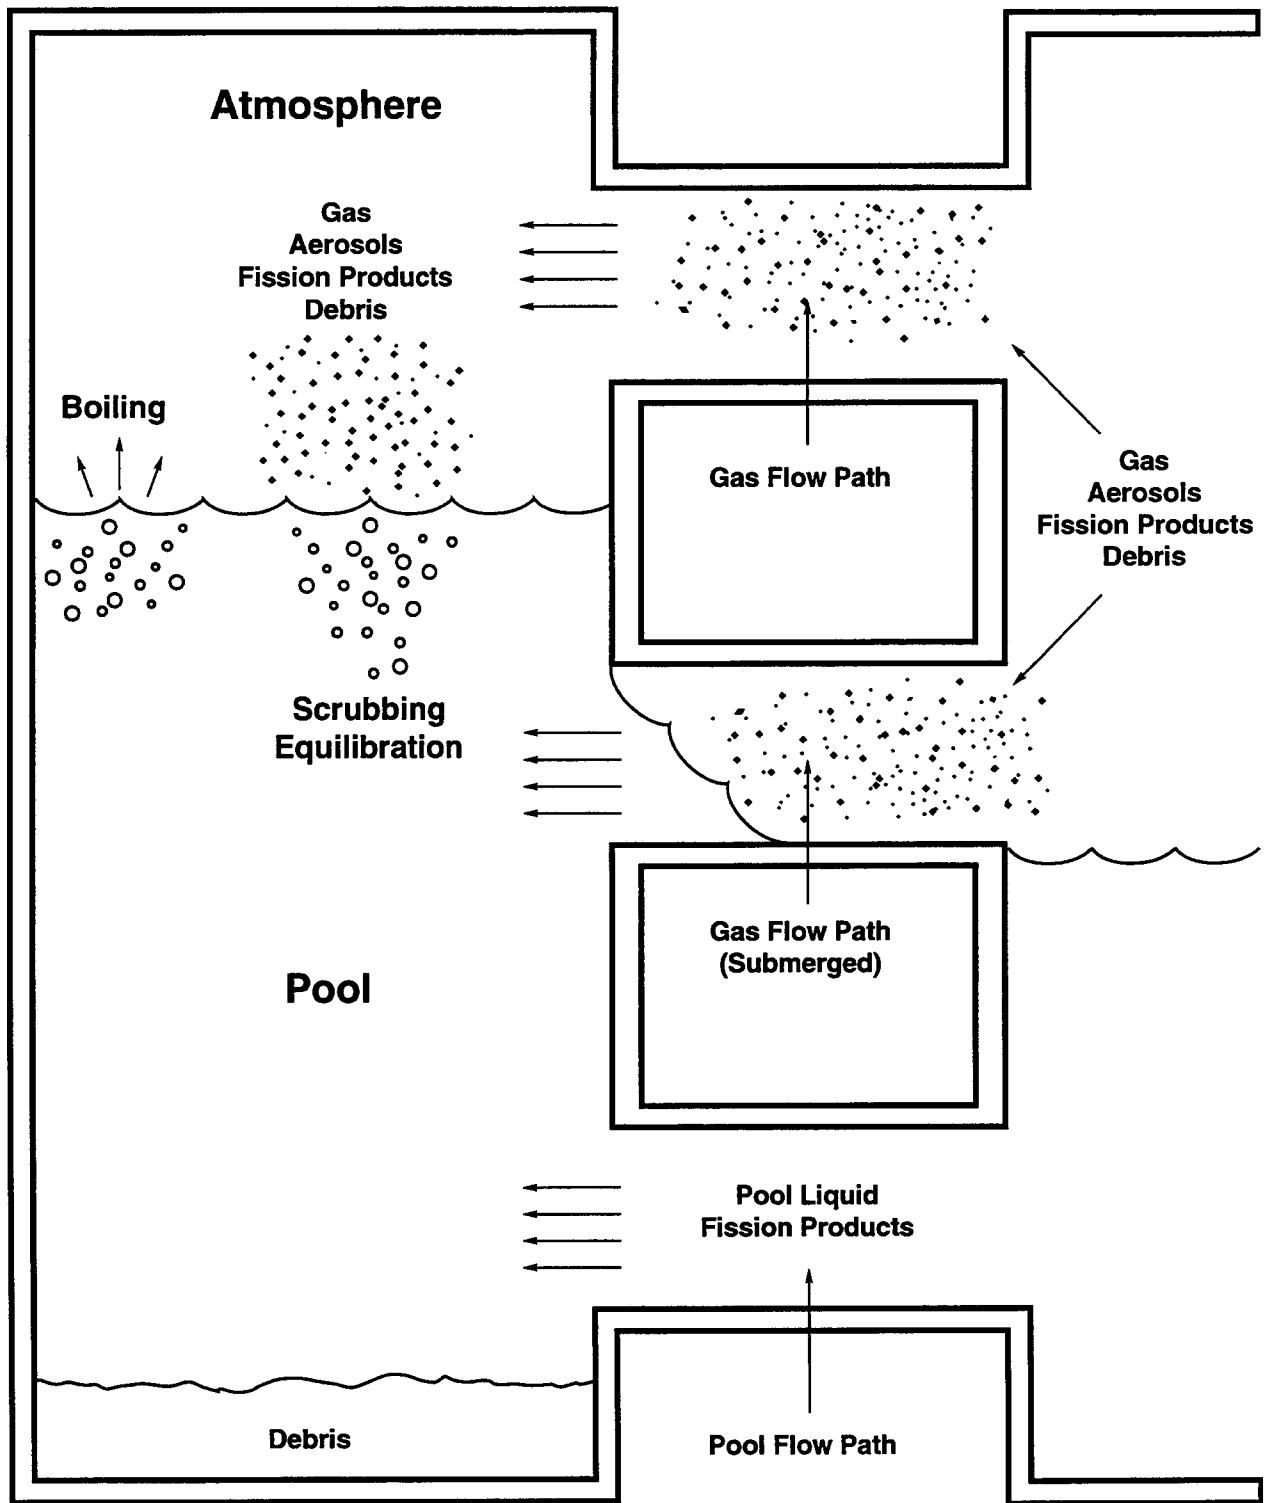 Atmosphere
Gas
Aerosols
Fission Products
Debris
Boiling
Gas Flow Path
Gas
Aerosols
Fission Products
Debris
Scrubbing
Equilibration
Gas Flow Path
(Submerged)
Pool
Pool Liquid
Fission Products
Debris
Pool Flow Path